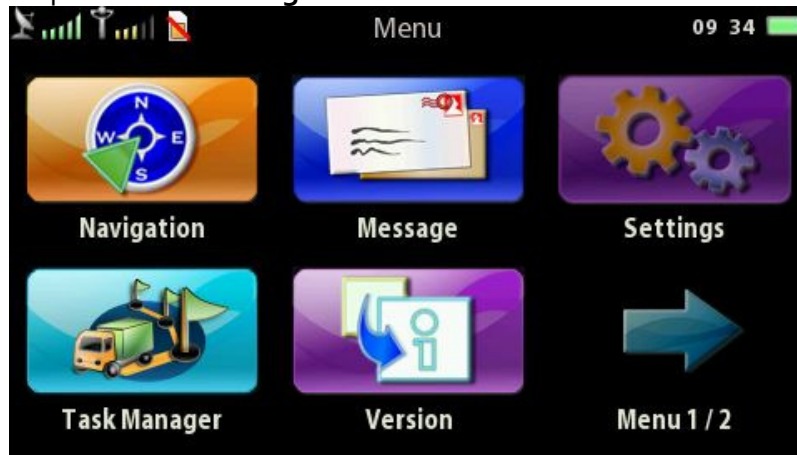 Menu
09 34
N
W E
S
Navigation
Message
Settings
Task Manager
Version
Menu 1 / 2